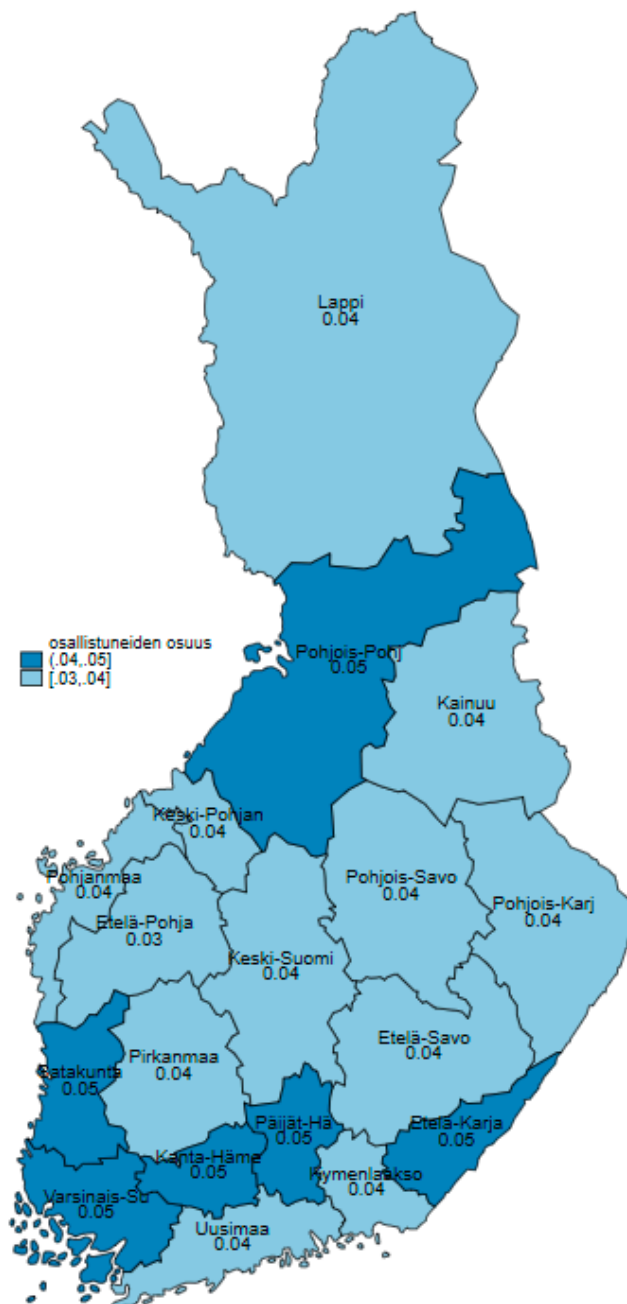 Lappi
0.04
osallistuneiden osuus
(.04,.05]
[.03,.04]
Pohjois-Pohj
0.05
Kainuu
0.04
Keski-Pohjan
0.04
Pohjanmaa
0.04
Etelä-Pohja
0.03
Pohjois-Savo
0.04
Pohjois-Karj
0.04
Keski-Suomi
0.04
Etelä-Savo
0.04
Pirkanmaa
0.04
Satakunta
0.05
Päijät-Hä
0.05
Etelä-Karja
0.05
Kanta-Häme
0.05
Kymenlaakso
0.04
Varsinais-Su
0.05
Uusimaa
0.04